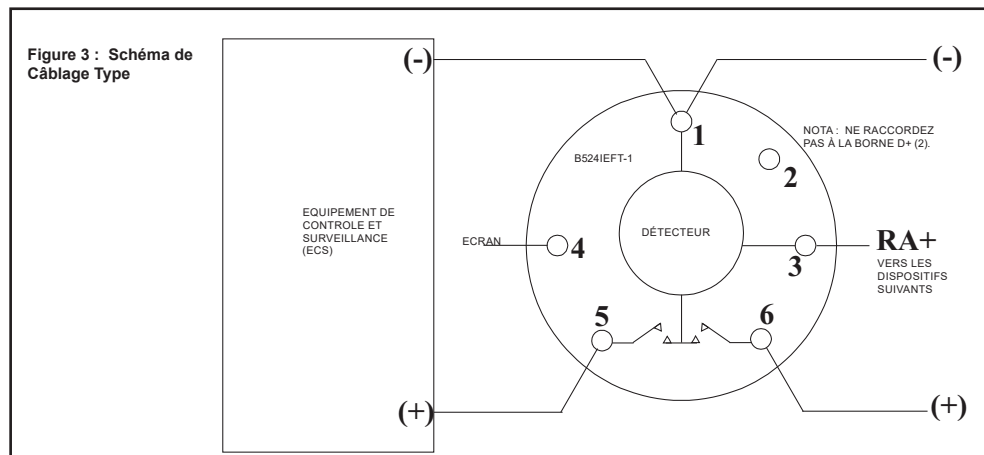 Figure 3 : Schéma de
Câblage Type
(-)
(-)
1
NOTA : NE RACCORDEZ
PAS À LA BORNE D+ (2).
B524IEFT-1
2
EQUIPEMENT DE
CONTROLE ET
SURVEILLANCE
(ECS)
ECRAN
4
DÉTECTEUR
3
RA+
VERS LES
DISPOSITIFS
SUIVANTS
5
6
(+)
(+)